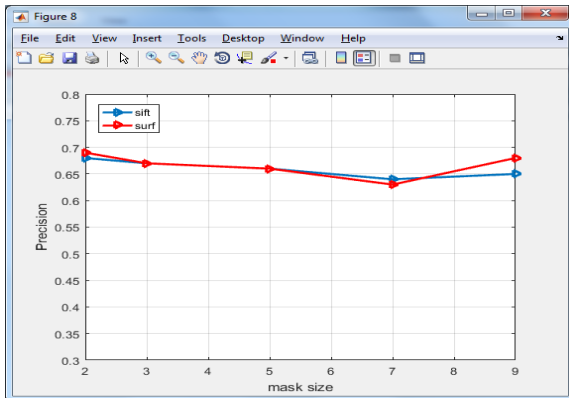 Figure 8
File Edit View Insert Tools Desktop Window Help
0.8
sift
0.75
surf
0.7
0.65
0.6
0.55
0.5
0.45
0.4
0.35
0.3
Precision
2 3 4 5 6 7 8 9
mask size